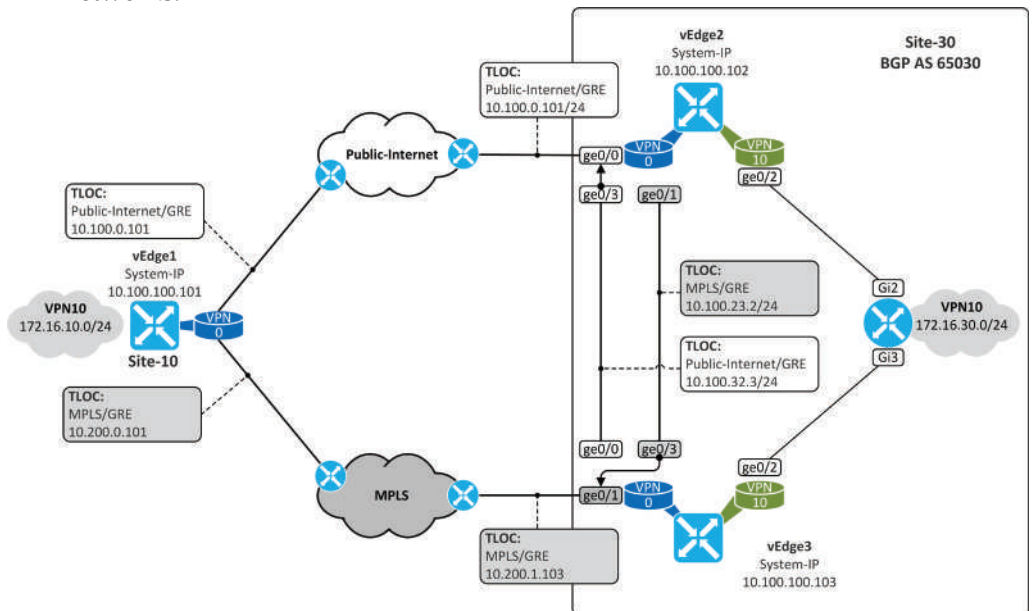 vEdge2
System-IP
10.100.100.102
Site-30
BGP AS 65030
TLOC:
Public-Internet/GRE
10.100.0.101/24
Public-Internet
ge0/0
VPN
0
VPN
10
ge0/2
ge0/3
ge0/1
TLOC:
Public-Internet/GRE
10.100.0.101
vEdge1
System-IP
10.100.100.101
VPN10
172.16.10.0/24
VPN
0
Site-10
TLOC:
MPLS/GRE
10.100.23.2/24
Gi2
VPN10
172.16.30.0/24
Gi3
TLOC:
Public-Internet/GRE
10.100.32.3/24
TLOC:
MPLS/GRE
10.200.0.101
ge0/0
ge0/3
ge0/2
MPLS
ge0/1
VPN
0
VPN
10
TLOC:
MPLS/GRE
10.200.1.103
vEdge3
System-IP
10.100.100.103